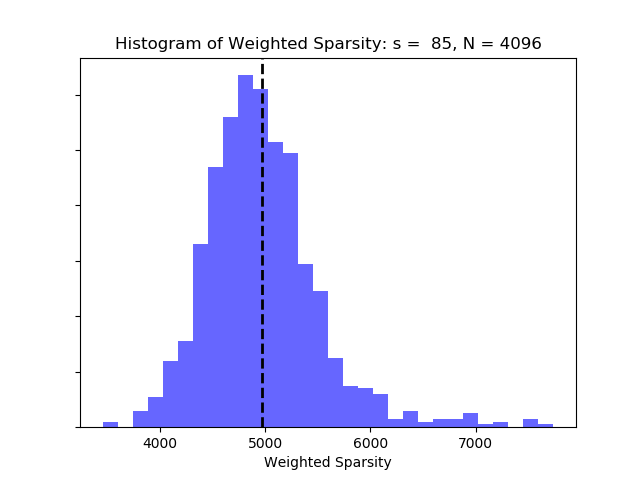 Histogram of Weighted Sparsity: s =  85, N = 4096
4000 5000 6000 7000
Weighted Sparsity